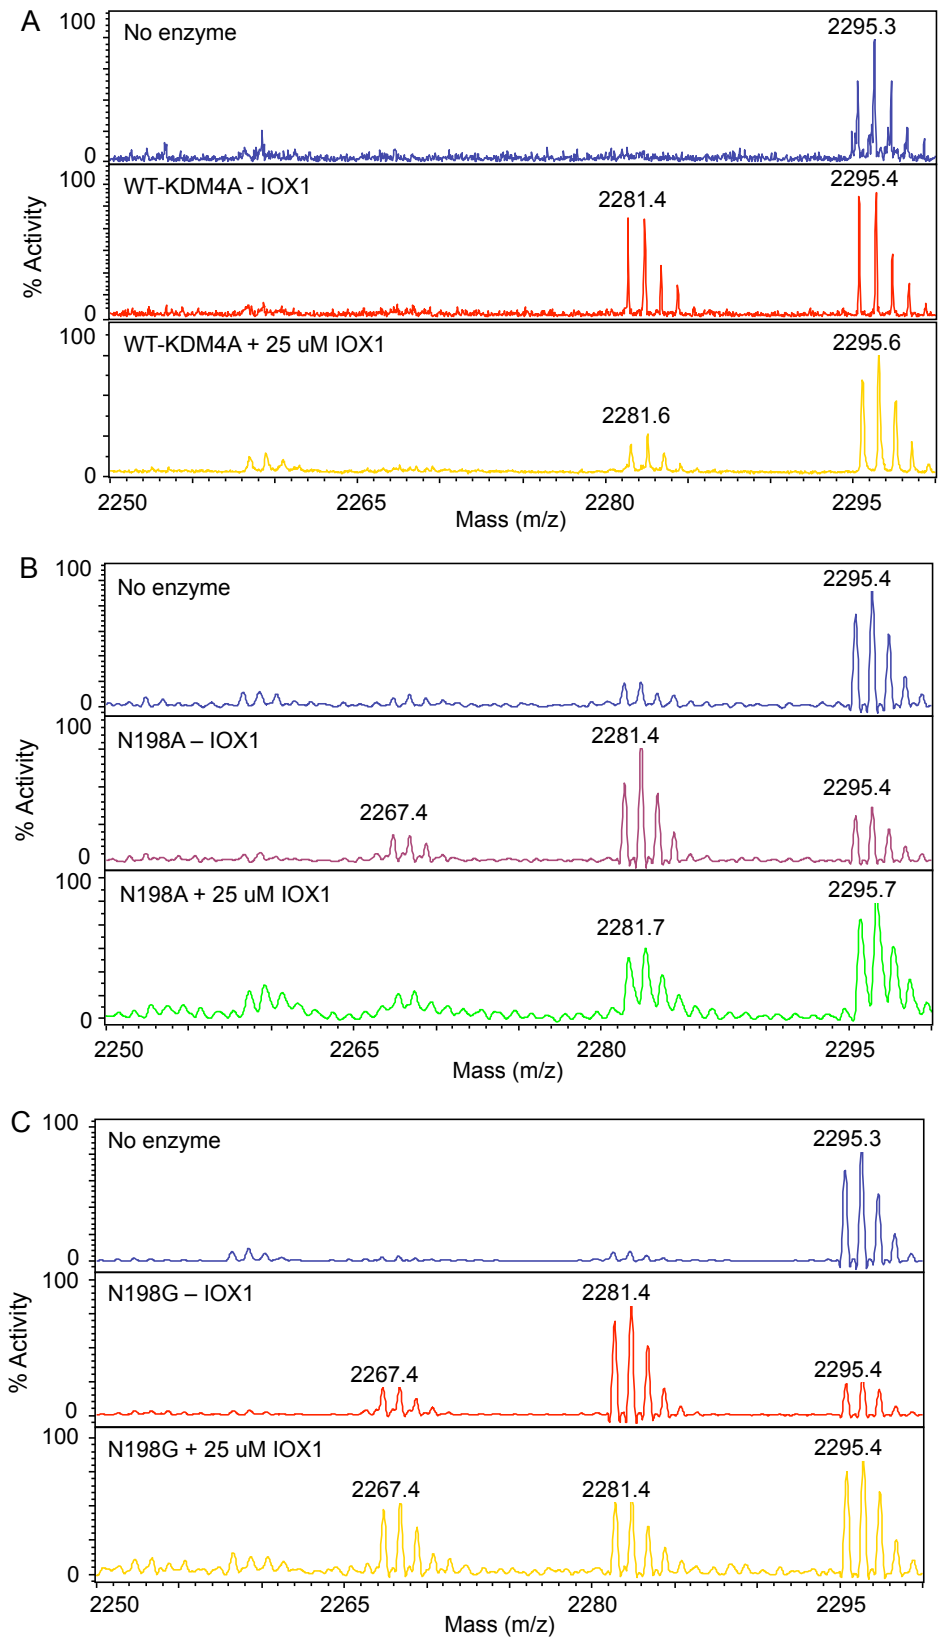 A
100
No enzyme
2295.3
0
100
WT-KDM4A - IOX1
2281.4
2295.4
% Activity
0
100
WT-KDM4A + 25 uM IOX1
2295.6
2281.6
0
2250
2265
2280
2295
Mass (m/z)
B
100
No enzyme
2295.4
0
100
N198A – IOX1
2281.4
2295.4
2267.4
% Activity
0
100
N198A + 25 uM IOX1
2295.7
2281.7
0
2250
2265
2280
2295
Mass (m/z)
C
100
No enzyme
2295.3
0
100
N198G – IOX1
2281.4
2267.4
2295.4
% Activity
0
100
N198G + 25 uM IOX1
2295.4
2267.4
2281.4
0
2250
2265
2280
2295
Mass (m/z)